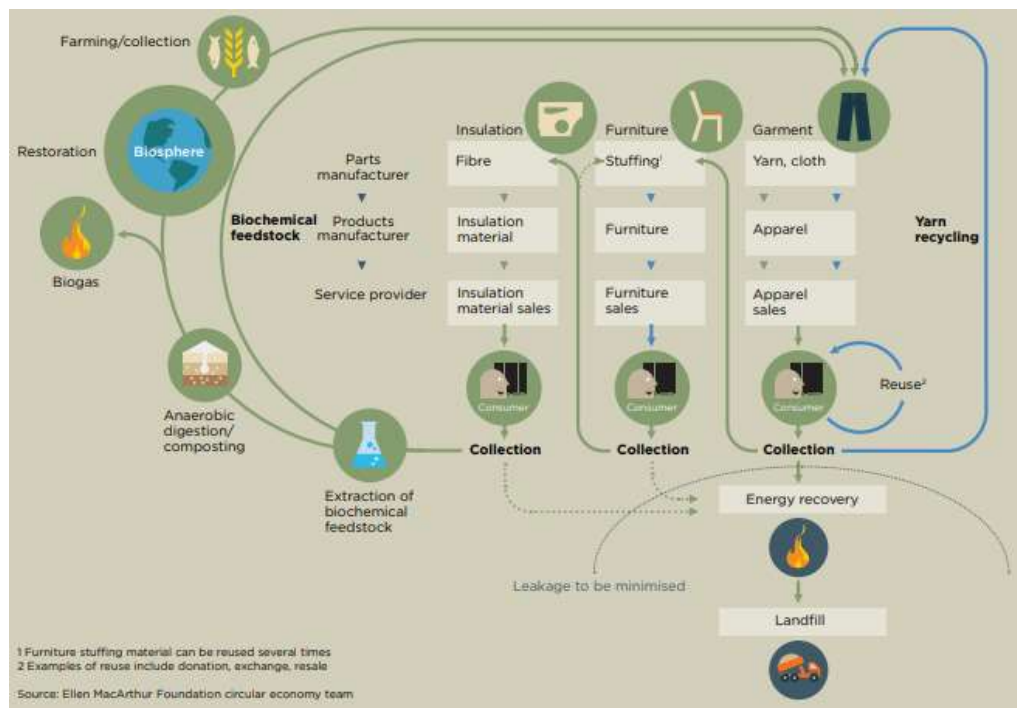 Farming/collection
Restoration
Biosphere
Biogas
Anaerobic
digestion/
composting
Extraction of
biochemical
feedstock
Biochemical
feedstock
Parts
manufacturer
Products
manufacturer
Service provider
Insulation
Fibre
Insulation
material
Insulation
material sales
Consumer
Collection
Furniture
Stuffing¹
Furniture
Furniture
sales
Consumer
Collection
Garment
Yarn, cloth
Apparel
Apparel
sales
Consumer
Collection
Reuse²
Yarn
recycling
Energy recovery
Leakage to be minimised
Landfill
1 Furniture stuffing material can be reused several times
2 Examples of reuse include donation, exchange, resale
Source: Ellen MacArthur Foundation circular economy team